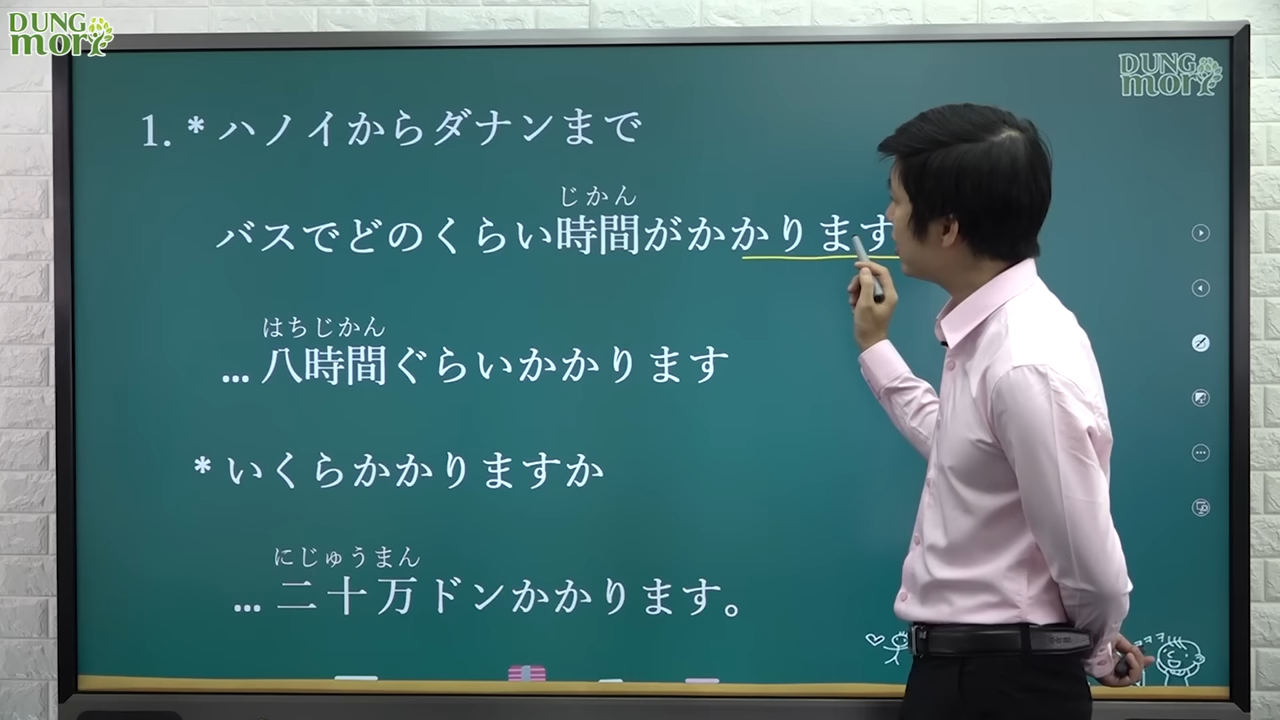 DUNG
mori
DUNG
mori
1. * ハノイからダナンまで
じかん
バスでどのくらい時間がかかります
はちじかん
... 八時間ぐらいかかります
* いくらかかりますか
にじゅうまん
... 二十万ドンかかります。